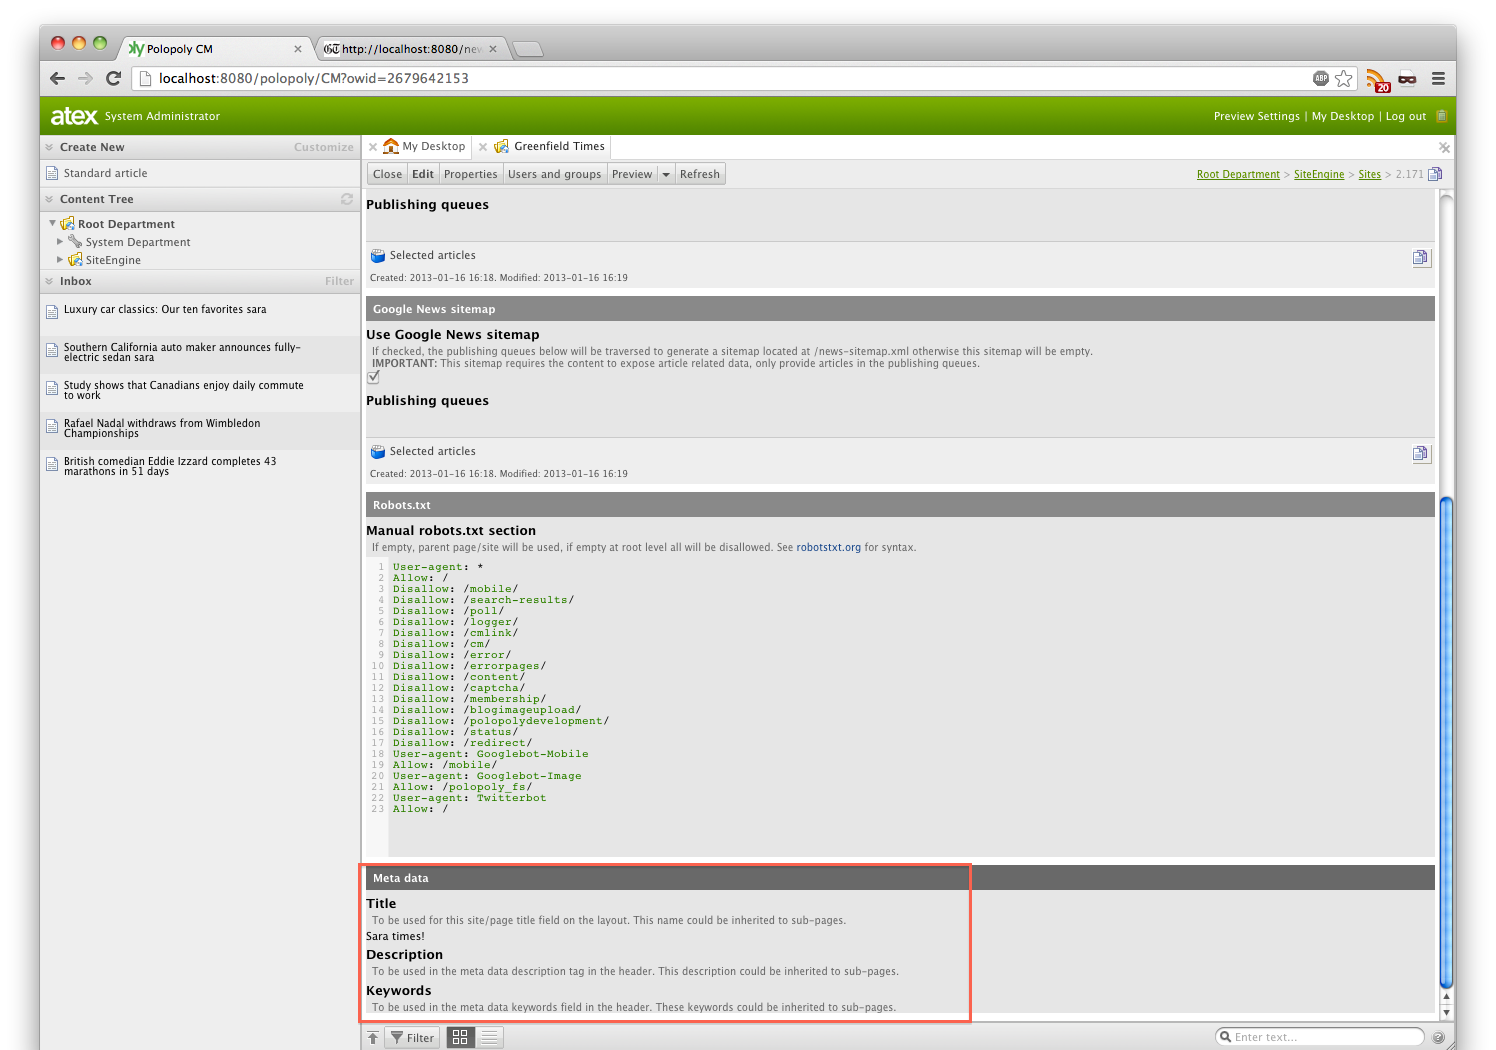 Polopoly CM
http://localhost:8080/new
localhost:8080/polopoly/CM?owid=2679642153
ABP
20
atex System Administrator
Preview Settings | My Desktop | Log out
Create New
Customize
Standard article
Content Tree
Root Department
System Department
SiteEngine
Inbox
Filter
Luxury car classics: Our ten favorites sara
Southern California auto maker announces fully-
electric sedan sara
Study shows that Canadians enjoy daily commute
to work
Rafael Nadal withdraws from Wimbledon
Championships
British comedian Eddie Izzard completes 43
marathons in 51 days
My Desktop
Greenfield Times
Close
Edit
Properties
Users and groups
Preview
Refresh
Root Department > SiteEngine > Sites > 2.171
Publishing queues
Selected articles
Created: 2013-01-16 16:18. Modified: 2013-01-16 16:19
Google News sitemap
Use Google News sitemap
If checked, the publishing queues below will be traversed to generate a sitemap located at /news-sitemap.xml otherwise this sitemap will be empty.
IMPORTANT: This sitemap requires the content to expose article related data, only provide articles in the publishing queues.
Publishing queues
Selected articles
Created: 2013-01-16 16:18. Modified: 2013-01-16 16:19
Robots.txt
Manual robots.txt section
If empty, parent page/site will be used, if empty at root level all will be disallowed. See robotstxt.org for syntax.
1 User-agent: *
2 Allow: /
3 Disallow: /mobile/
4 Disallow: /search-results/
5 Disallow: /poll/
6 Disallow: /logger/
7 Disallow: /cmlink/
8 Disallow: /cm/
9 Disallow: /error/
10 Disallow: /errorpages/
11 Disallow: /content/
12 Disallow: /captcha/
13 Disallow: /membership/
14 Disallow: /blogimageupload/
15 Disallow: /polopolydevelopment/
16 Disallow: /status/
17 Disallow: /redirect/
18 User-agent: Googlebot-Mobile
19 Allow: /mobile/
20 User-agent: Googlebot-Image
21 Allow: /polopoly_fs/
22 User-agent: Twitterbot
23 Allow: /
Meta data
Title
To be used for this site/page title field on the layout. This name could be inherited to sub-pages.
Sara times!
Description
To be used in the meta data description tag in the header. This description could be inherited to sub-pages.
Keywords
To be used in the meta data keywords field in the header. These keywords could be inherited to sub-pages.
Filter
Enter text...